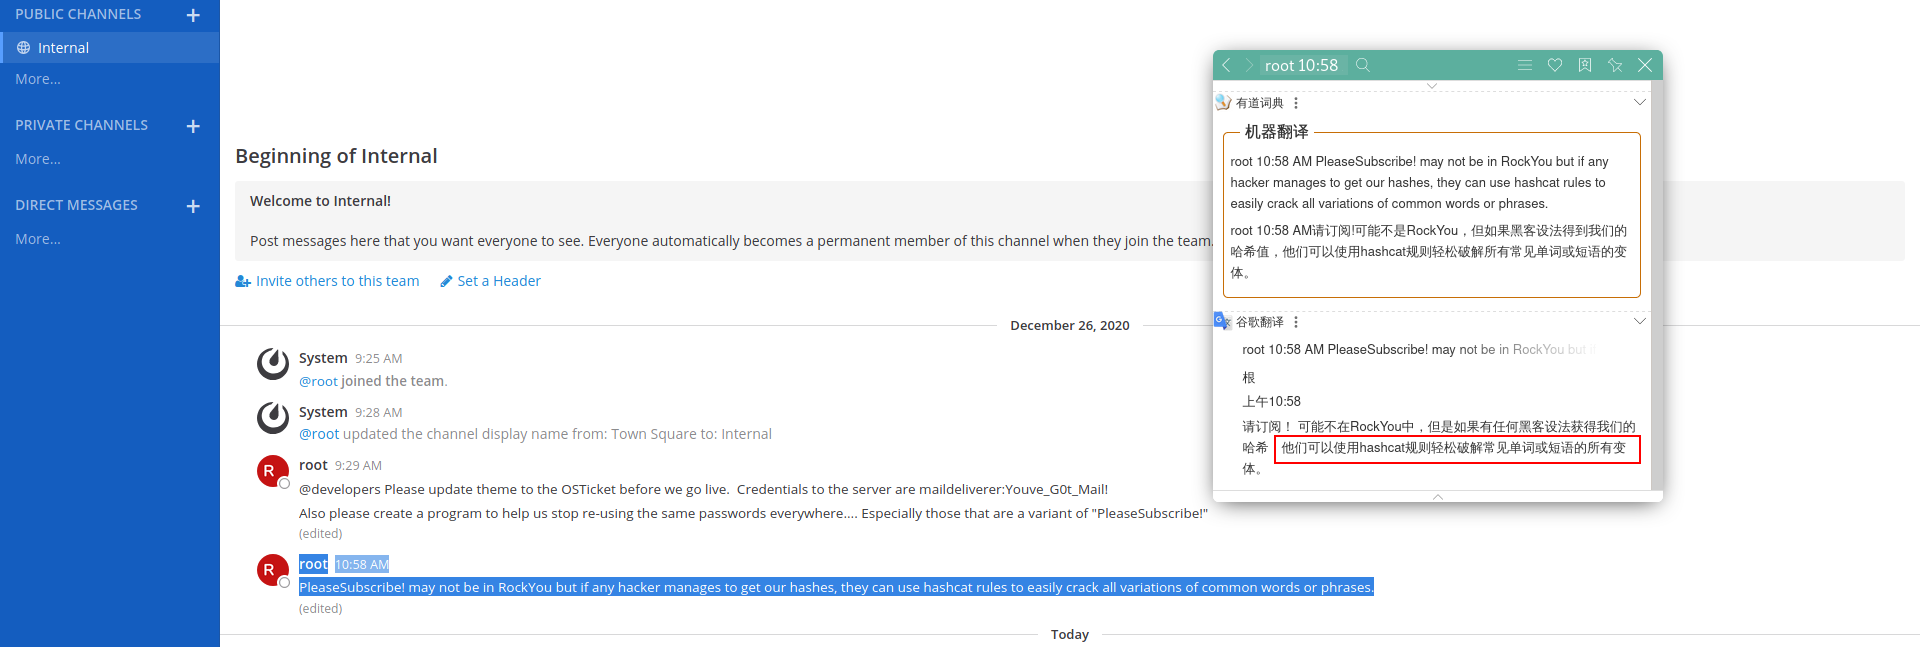 PUBLIC CHANNELS +
Internal
More...
PRIVATE CHANNELS +
More...
DIRECT MESSAGES +
More...
Beginning of Internal
Welcome to Internal!
Post messages here that you want everyone to see. Everyone automatically becomes a permanent member of this channel when they join the team.
Invite others to this team Set a Header
December 26, 2020
System 9:25 AM
@root joined the team.
System 9:28 AM
@root updated the channel display name from: Town Square to: Internal
R root 9:29 AM
@developers Please update theme to the OSTicket before we go live. Credentials to the server are maildeliverer:Youve_G0t_Mail!
Also please create a program to help us stop re-using the same passwords everywhere.... Especially those that are a variant of "PleaseSubscribe!"
(edited)
R root 10:58 AM
PleaseSubscribe! may not be in RockYou but if any hacker manages to get our hashes, they can use hashcat rules to easily crack all variations of common words or phrases.
(edited)
Today
root 10:58
有道词典
机器翻译
root 10:58 AM PleaseSubscribe! may not be in RockYou but if any
hacker manages to get our hashes, they can use hashcat rules to
easily crack all variations of common words or phrases.
root 10:58 AM请订阅!可能不是RockYou，但如果黑客设法得到我们的
哈希值，他们可以使用hashcat规则轻松破解所有常见单词或短语的变
体。
谷歌翻译
root 10:58 AM PleaseSubscribe! may not be in RockYou but i
根
上午10:58
请订阅！ 可能不在RockYou中，但是如果有任何黑客设法获得我们的
哈希 他们可以使用hashcat规则轻松破解常见单词或短语的所有变
体。